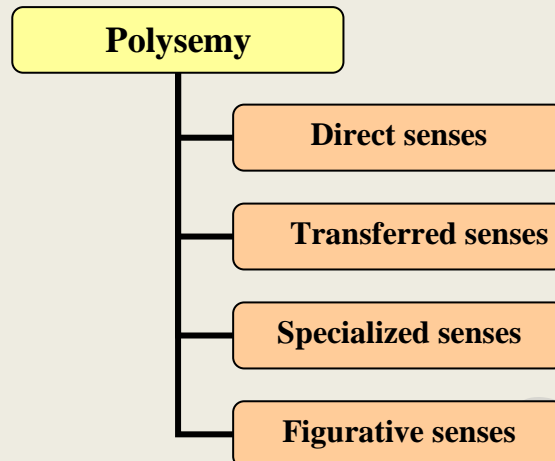 Polysemy
Direct senses
Transferred senses
Specialized senses
Figurative senses